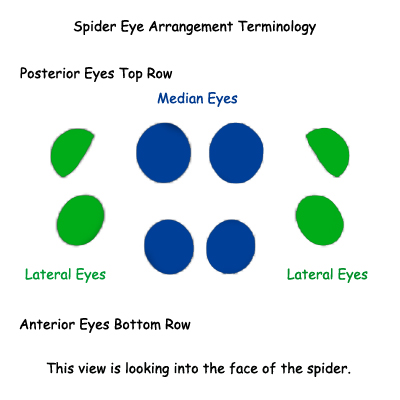 Spider Eye Arrangement Terminology
Posterior Eyes Top Row
Median Eyes
Lateral Eyes
Lateral Eyes
Anterior Eyes Bottom Row
This view is looking into the face of the spider.